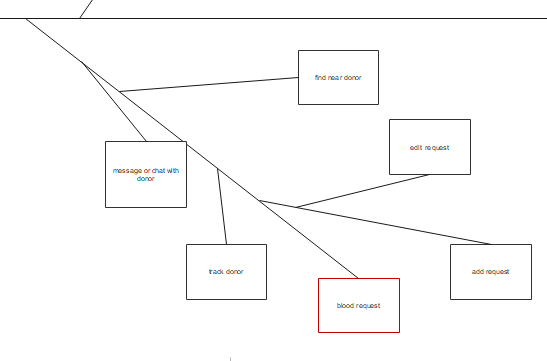 find near donor
edit request
message or chat with
donor
track donor
add request
blood request